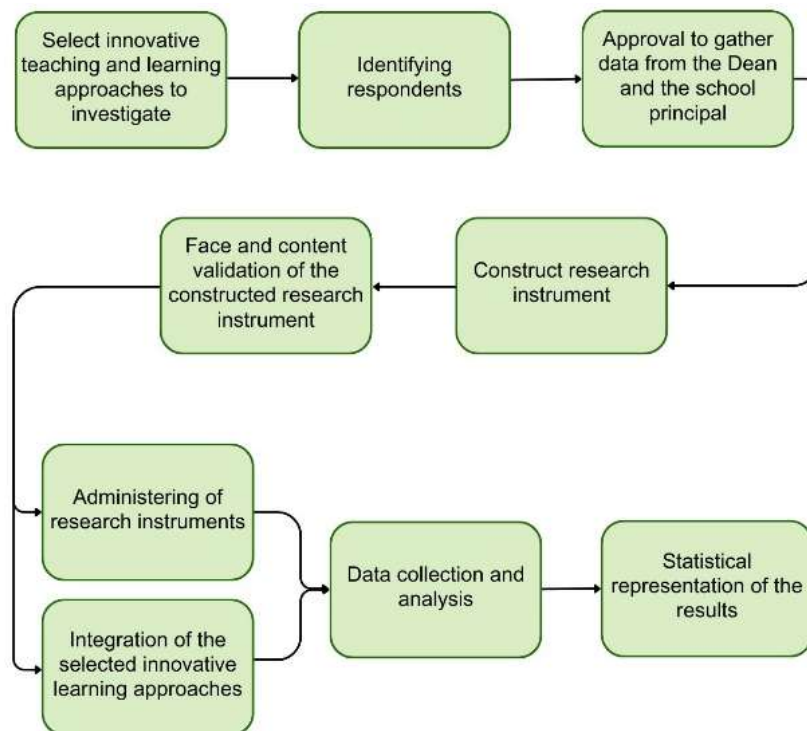 Select innovative
teaching and learning
approaches to
investigate
Identifying
respondents
Approval to gather
data from the Dean
and the school
principal
Face and content
validation of the
constructed research
instrument
Construct research
instrument
Administering of
research instruments
Integration of the
selected innovative
learning approaches
Data collection and
analysis
Statistical
representation of the
results